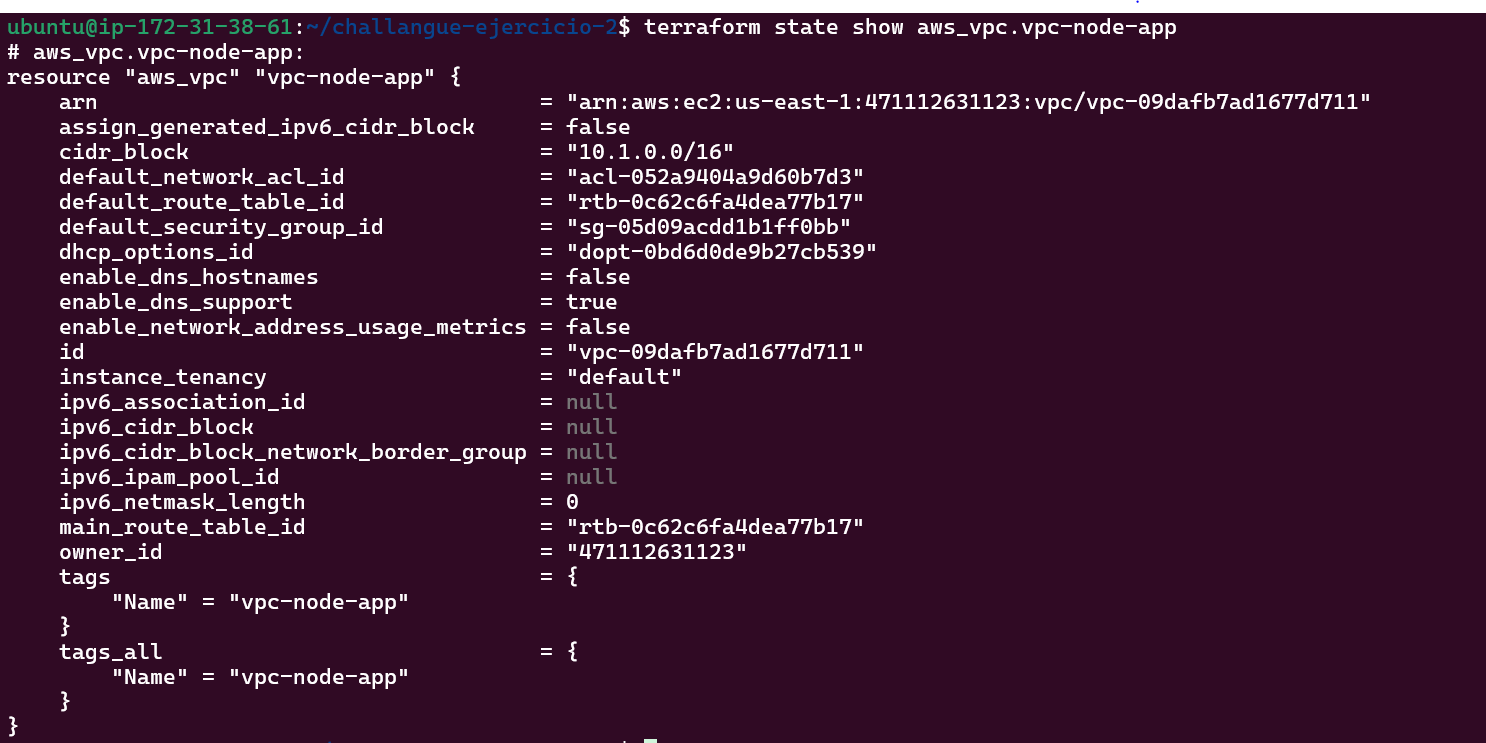 ubuntu@ip-172-31-38-61:~/challangue-ejercicio-2$ terraform state show aws_vpc.vpc-node-app
# aws_vpc.vpc-node-app:
resource "aws_vpc" "vpc-node-app" {
    arn                                  = "arn:aws:ec2:us-east-1:471112631123:vpc/vpc-09dafb7ad1677d711"
    assign_generated_ipv6_cidr_block     = false
    cidr_block                           = "10.1.0.0/16"
    default_network_acl_id               = "acl-052a9404a9d60b7d3"
    default_route_table_id               = "rtb-0c62c6fa4dea77b17"
    default_security_group_id            = "sg-05d09acdd1b1ff0bb"
    dhcp_options_id                      = "dopt-0bd6d0de9b27cb539"
    enable_dns_hostnames                 = false
    enable_dns_support                   = true
    enable_network_address_usage_metrics = false
    id                                   = "vpc-09dafb7ad1677d711"
    instance_tenancy                     = "default"
    ipv6_association_id                  = null
    ipv6_cidr_block                      = null
    ipv6_cidr_block_network_border_group = null
    ipv6_ipam_pool_id                    = null
    ipv6_netmask_length                  = 0
    main_route_table_id                  = "rtb-0c62c6fa4dea77b17"
    owner_id                             = "471112631123"
    tags                                 = {
        "Name" = "vpc-node-app"
    }
    tags_all                             = {
        "Name" = "vpc-node-app"
    }
}